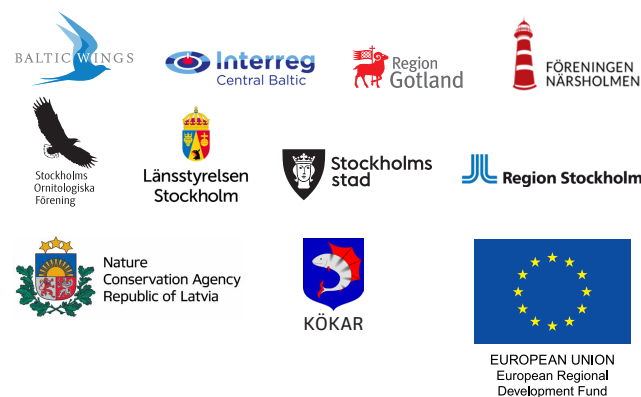 BALTIC WINGS
Interreg
Central Baltic
Region
Gotland
FÖRENINGEN
NÄRSHOLMEN
Stockholms
Ornitologiska
Förening
Länsstyrelsen
Stockholm
Stockholms
stad
Region Stockholm
Nature
Conservation Agency
Republic of Latvia
KÖKAR
EUROPEAN UNION
European Regional
Development Fund